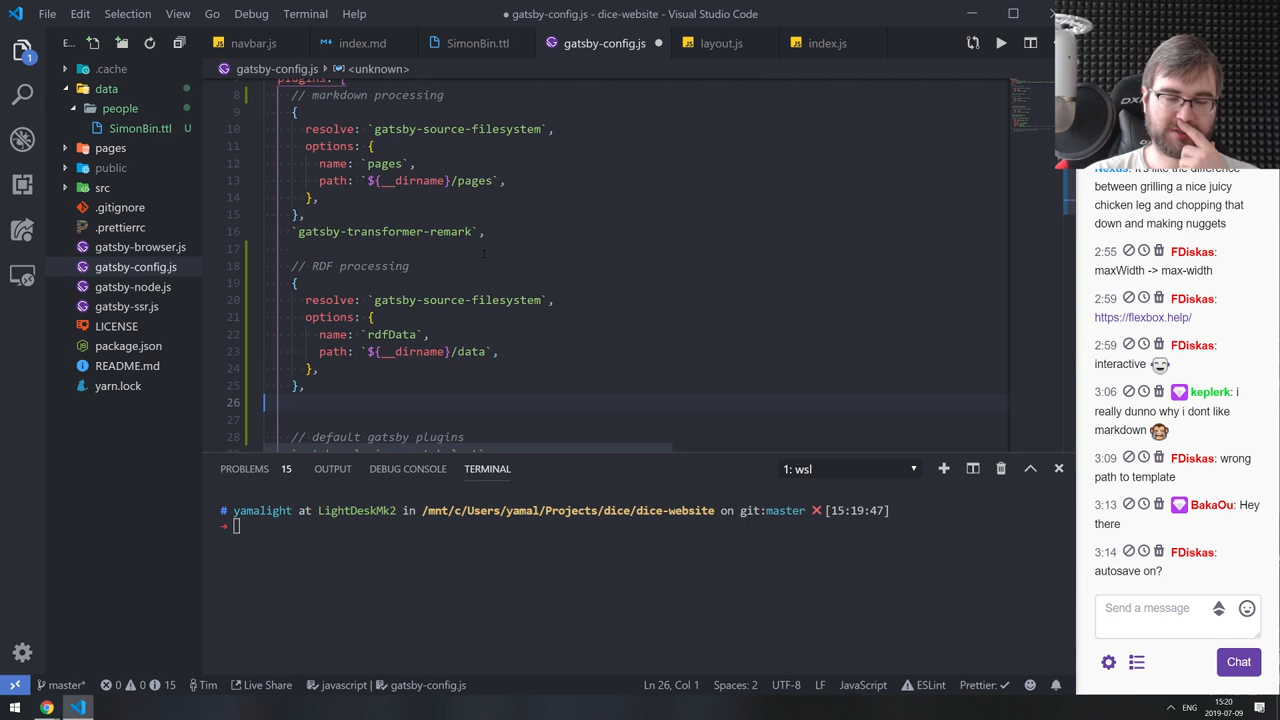 File Edit Selection View Go Debug Terminal Help
● gatsby-config.js - dice-website - Visual Studio Code
E...
navbar.js
index.md
SimonBin.ttl
gatsby-config.js
layout.js
index.js
gatsby-config.js > <unknown>
1
.cache
data
people
SimonBin.ttl U
pages
public
src
.gitignore
.prettierrc
gatsby-browser.js
gatsby-config.js
gatsby-node.js
gatsby-ssr.js
LICENSE
package.json
README.md
yarn.lock
plugins: [
8 // markdown processing
9 {
10 resolve: `gatsby-source-filesystem`,
11 options: {
12 name: `pages`,
13 path: `${__dirname}/pages`,
14 },
15 },
16 `gatsby-transformer-remark`,
17
18 // RDF processing
19 {
20 resolve: `gatsby-source-filesystem`,
21 options: {
22 name: `rdfData`,
23 path: `${__dirname}/data`,
24 },
25 },
26
27
28 // default gatsby plugins
PROBLEMS 15 OUTPUT DEBUG CONSOLE TERMINAL
1: wsl
# yamalight at LightDeskMk2 in /mnt/c/Users/yamal/Projects/dice/dice-website on git:master ✗ [15:19:47]
→
master* 0 0 15 Tim Live Share javascript | gatsby-config.js
Ln 26, Col 1 Spaces: 2 UTF-8 LF JavaScript ESLint Prettier: ✓
Nexus: It's like the difference
between grilling a nice juicy
chicken leg and chopping that
down and making nuggets
2:55 FDiskas:
maxWidth -> max-width
2:59 FDiskas:
https://flexbox.help/
2:59 FDiskas:
interactive
3:06 keplerk: i
really dunno why i dont like
markdown
3:09 FDiskas: wrong
path to template
3:13 BakaOu: Hey
there
3:14 FDiskas:
autosave on?
Send a message
Chat
ENG
15:20
2019-07-09